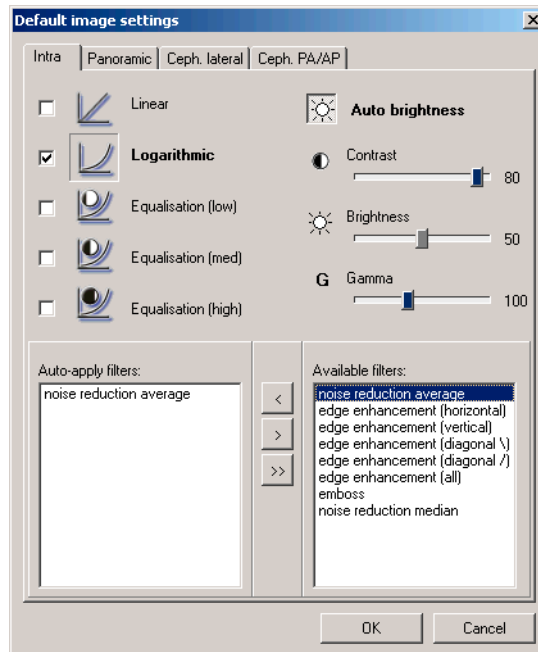 Default image settings
Intra
Panoramic
Ceph. lateral
Ceph. PA/AP
Linear
Logarithmic
Equalisation (low)
Equalisation (med)
Equalisation (high)
Auto brightness
Contrast
80
Brightness
50
G
Gamma
100
Auto-apply filters:
noise reduction average
<
>
>>
Available filters:
noise reduction average
edge enhancement (horizontal)
edge enhancement (vertical)
edge enhancement (diagonal \)
edge enhancement (diagonal /)
edge enhancement (all)
emboss
noise reduction median
OK
Cancel